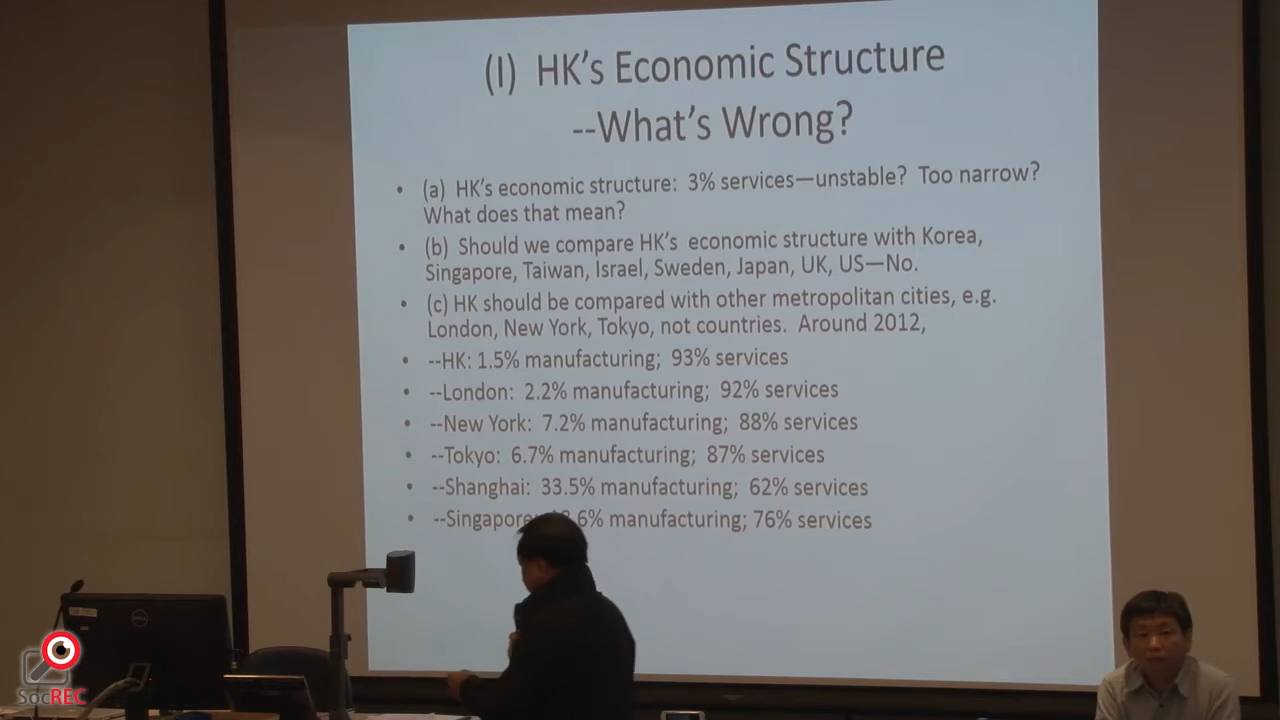 (I) HK's Economic Structure
--What's Wrong?
• (a) HK's economic structure: 3% services—unstable? Too narrow?
What does that mean?
• (b) Should we compare HK's economic structure with Korea,
Singapore, Taiwan, Israel, Sweden, Japan, UK, US—No.
• (c) HK should be compared with other metropolitan cities, e.g.
London, New York, Tokyo, not countries. Around 2012,
• --HK: 1.5% manufacturing; 93% services
• --London: 2.2% manufacturing; 92% services
• --New York: 7.2% manufacturing; 88% services
• --Tokyo: 6.7% manufacturing; 87% services
• --Shanghai: 33.5% manufacturing; 62% services
• --Singapore: .6% manufacturing; 76% services
SocREC